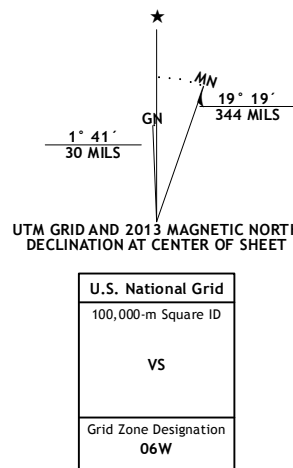 MN
GN
19° 19´
344 MILS
1° 41´
30 MILS
UTM GRID AND 2013 MAGNETIC NORTH
DECLINATION AT CENTER OF SHEET
U.S. National Grid
100,000-m Square ID
VS
Grid Zone Designation
06W